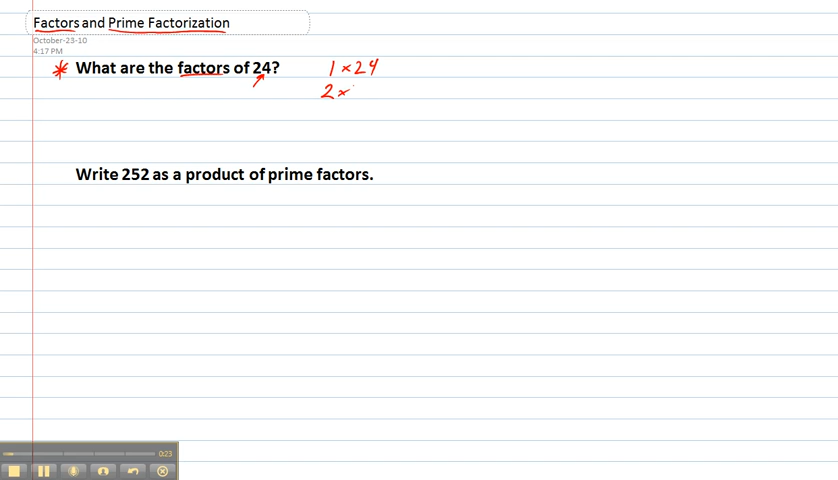 Factors and Prime Factorization
October-23-10
4:17 PM
* What are the factors of 24? 1 × 24
2 ×
Write 252 as a product of prime factors.
0:23